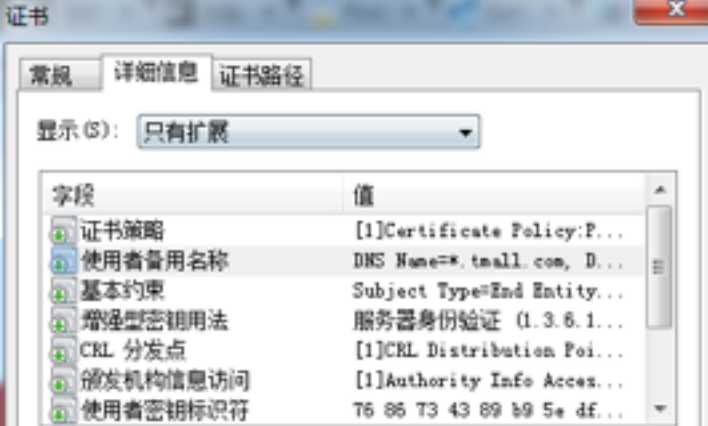 证书
常规 详细信息 证书路径
显示(S): 只有扩展
字段 值
证书策略 [1]Certificate Policy:P...
使用者备用名称 DNS Name=*.tmall.com, D...
基本约束 Subject Type=End Entity...
增强型密钥用法 服务器身份验证 (1.3.6.1...
CRL 分发点 [1]CRL Distribution Poi...
颁发机构信息访问 [1]Authority Info Acces...
使用者密钥标识符 76 86 73 43 89 b9 5e df...